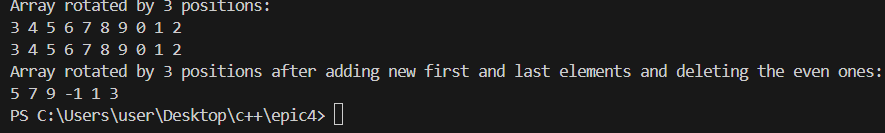 Array rotated by 3 positions:
3 4 5 6 7 8 9 0 1 2
3 4 5 6 7 8 9 0 1 2
Array rotated by 3 positions after adding new first and last elements and deleting the even ones:
5 7 9 -1 1 3
PS C:\Users\user\Desktop\c++\epic4>